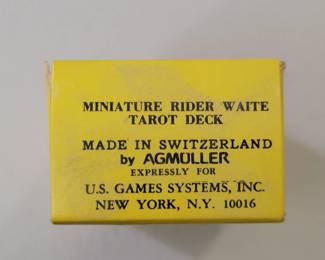 MINIATURE RIDER WAITE
TAROT DECK
MADE IN SWITZERLAND
by AGMÜLLER
EXPRESSLY FOR
U.S. GAMES SYSTEMS, INC.
NEW YORK, N.Y. 10016